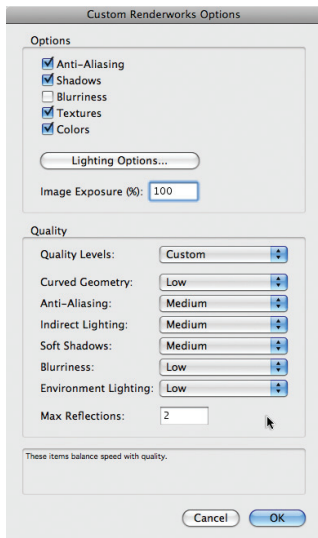 Custom Renderworks Options
Options
Anti-Aliasing
Shadows
Blurriness
Textures
Colors
Lighting Options...
Image Exposure (%): 100
Quality
Quality Levels: Custom
Curved Geometry: Low
Anti-Aliasing: Medium
Indirect Lighting: Medium
Soft Shadows: Medium
Blurriness: Low
Environment Lighting: Low
Max Reflections: 2
These items balance speed with quality.
Cancel OK